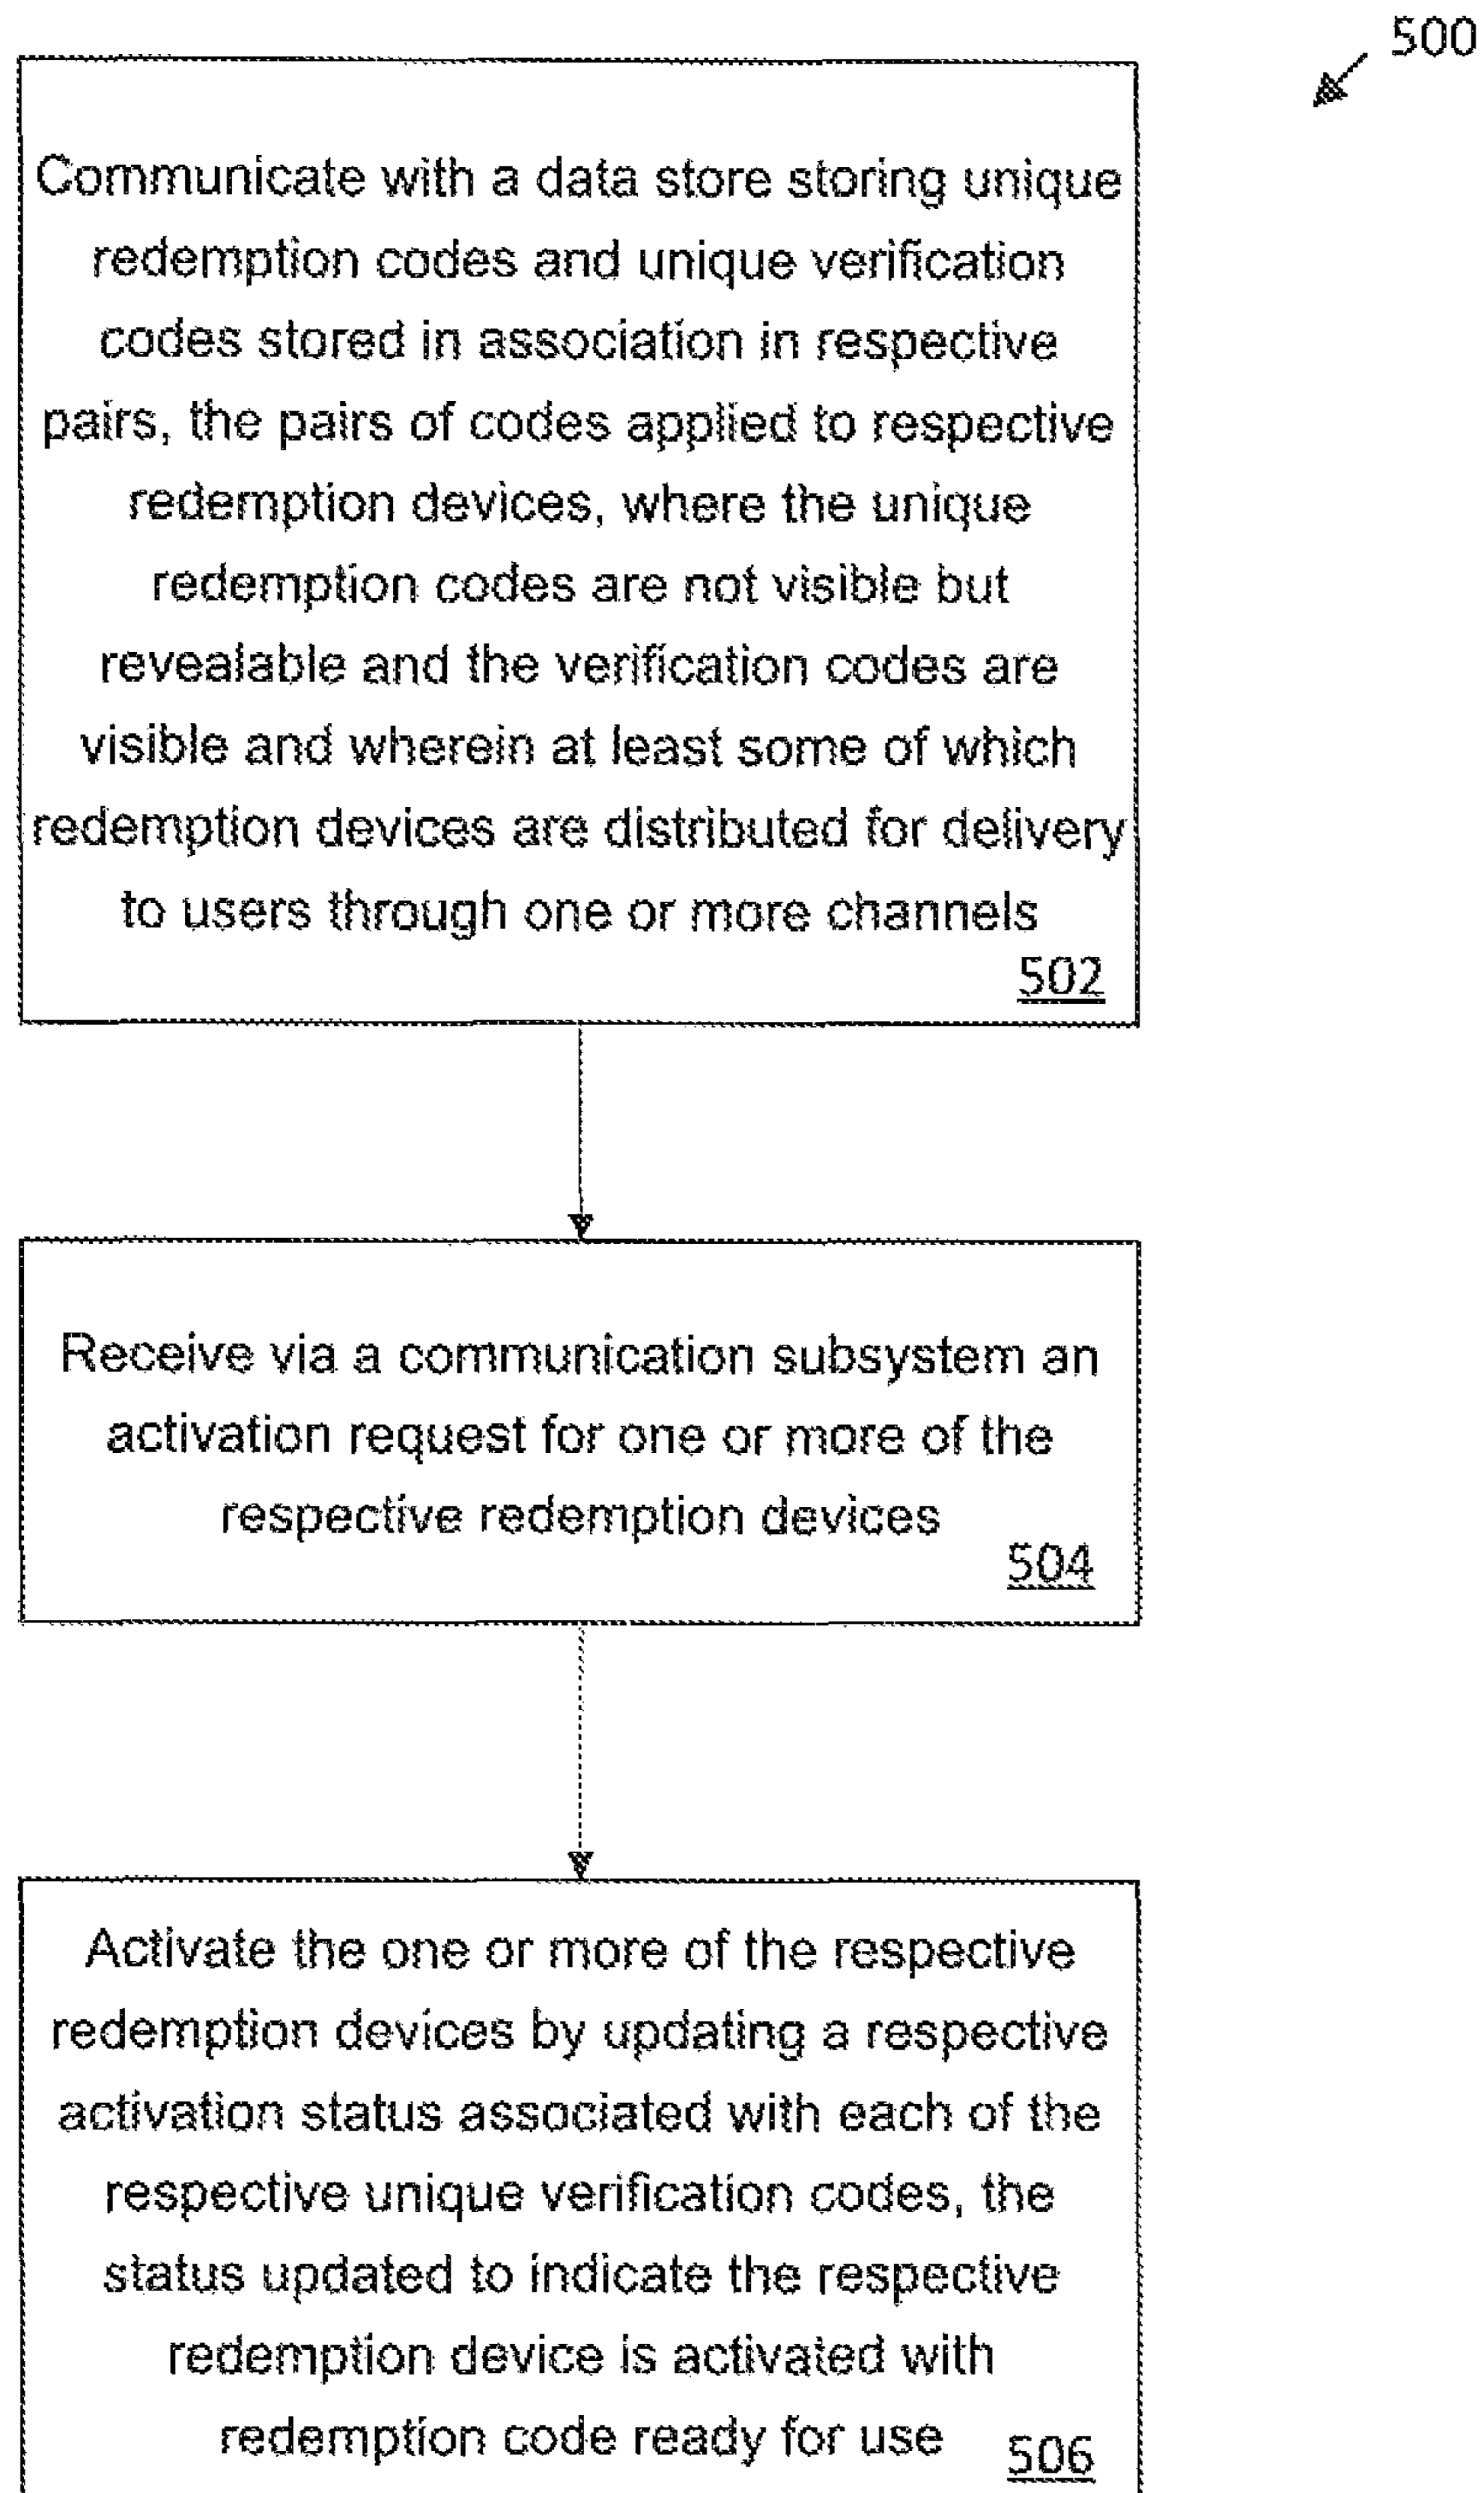 500
Communicate with a data store storing unique
redemption codes and unique verification
codes stored in association in respective
pairs, the pairs of codes applied to respective
redemption devices, where the unique
redemption codes are not visible but
revealable and the verification codes are
visible and wherein at least some of which
redemption devices are distributed for delivery
to users through one or more channels
502
Receive via a communication subsystem an
activation request for one or more of the
respective redemption devices
504
Activate the one or more of the respective
redemption devices by updating a respective
activation status associated with each of the
respective unique verification codes, the
status updated to indicate the respective
redemption device is activated with
redemption code ready for use
506